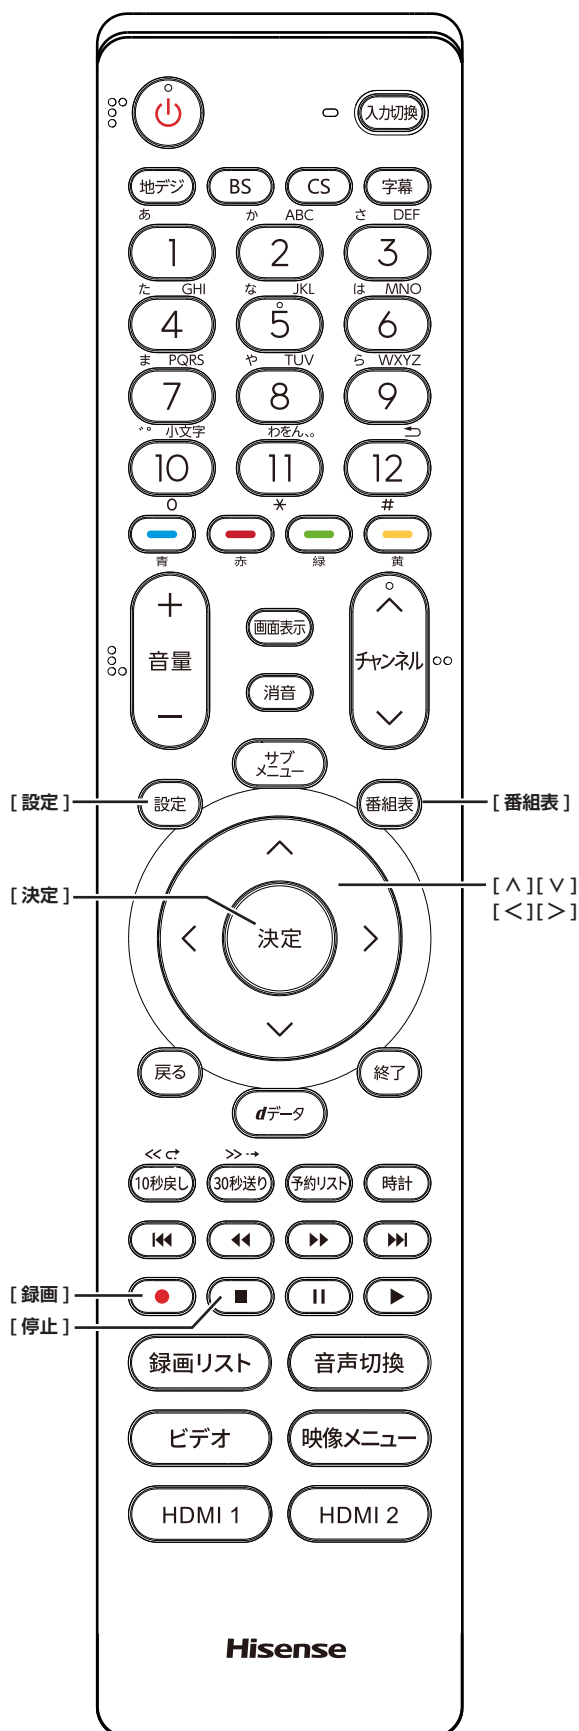 入力切換
地デジ BS CS 字幕
あ か ABC さ DEF
1 2 3
た GHI な JKL は MNO
4 5 6
ま PQRS や TUV ら WXYZ
7 8 9
゛゜ 小文字 わをん、。
10 11 12
0 * #
青 赤 緑 黄
+ 画面表示 ∧
音量 チャンネル
− 消音 ∨
サブ
メニュー
[ 設定 ] 設定 番組表 [ 番組表 ]
∧ [ ∧ ][ ∨ ]
[ 決定 ] [ < ][ > ]
< 決定 >
∨
戻る 終了
dデータ
10秒戻し 30秒送り 予約リスト 時計
[ 録画 ]
[ 停止 ]
録画リスト 音声切換
ビデオ 映像メニュー
HDMI 1 HDMI 2
Hisense